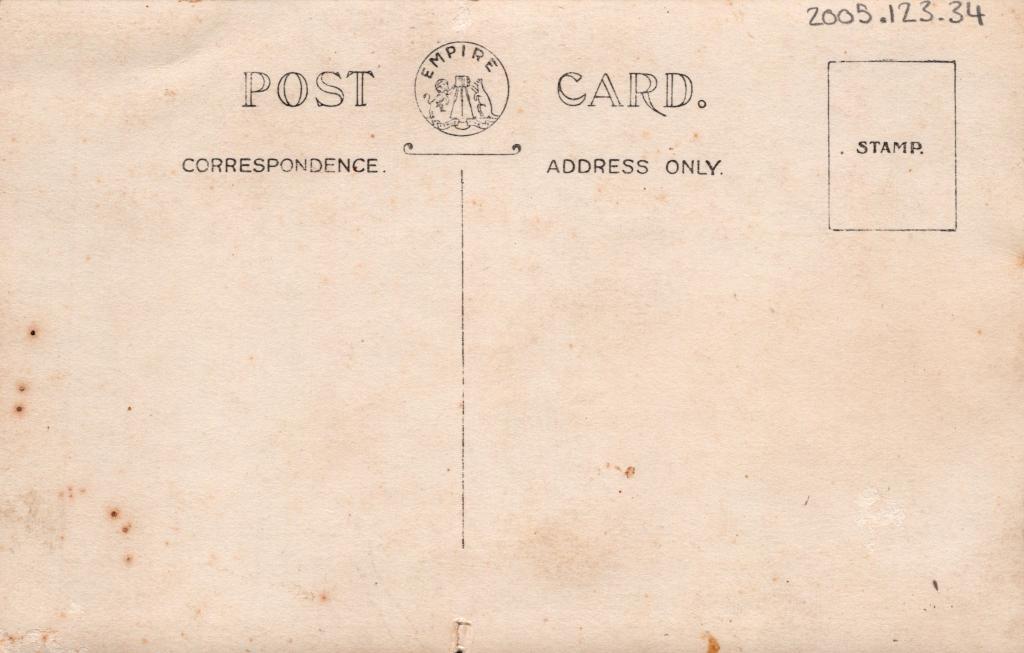 2005.123.34
POST EMPIRE CARD.
CORRESPONDENCE. ADDRESS ONLY.
STAMP.